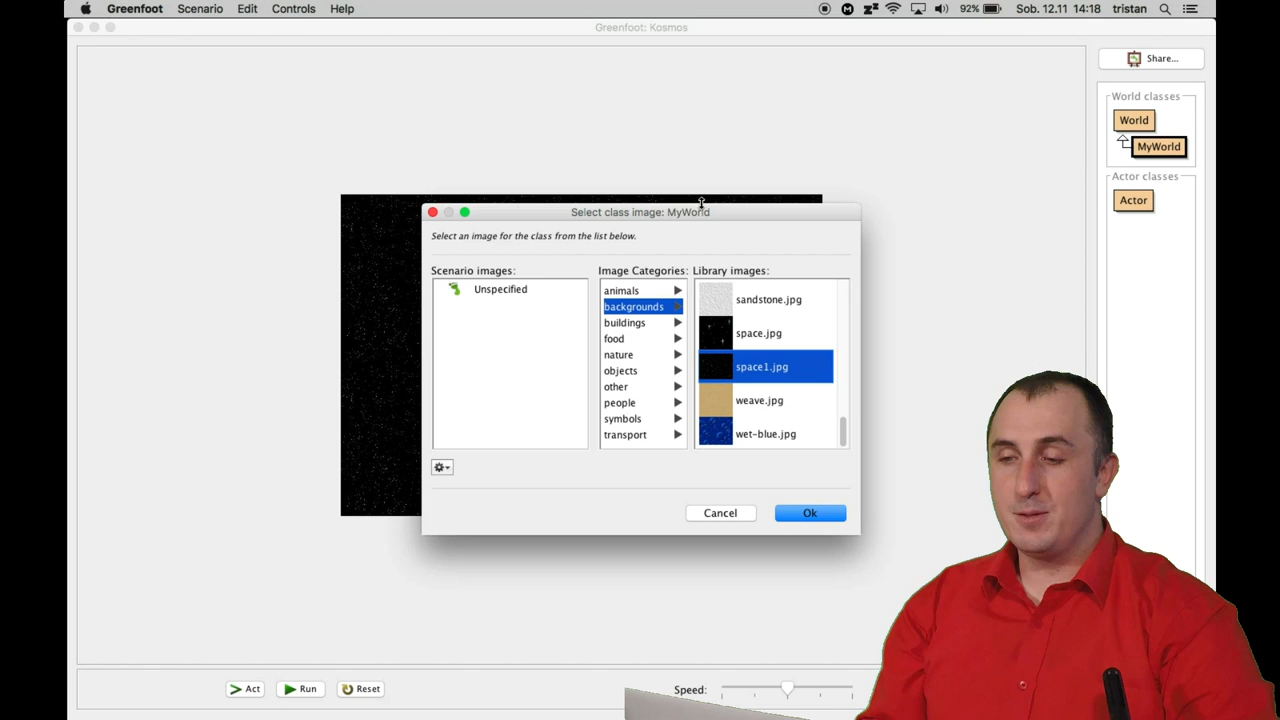 Greenfoot Scenario Edit Controls Help
92% Sob. 12.11 14:18 tristan
Greenfoot: Kosmos
Share...
World classes
World
MyWorld
Actor classes
Actor
Select class image: MyWorld
Select an image for the class from the list below.
Scenario images:
Unspecified
Image Categories:
animals
backgrounds
buildings
food
nature
objects
other
people
symbols
transport
Library images:
sandstone.jpg
space.jpg
space1.jpg
weave.jpg
wet-blue.jpg
Cancel
Ok
Act
Run
Reset
Speed: